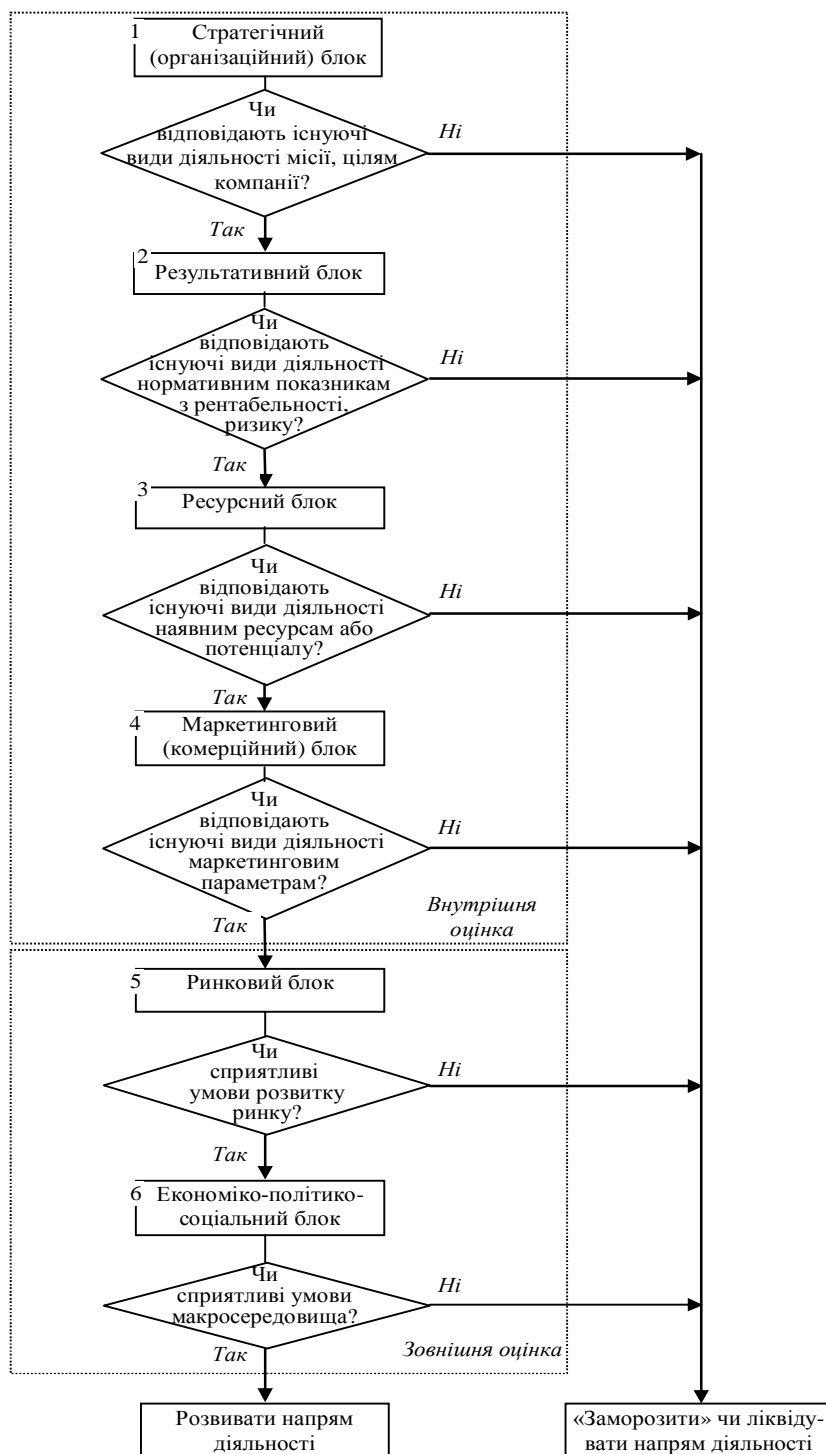 1
Стратегічний
(організаційний) блок
Чи
відповідають існуючі
види діяльності місії, цілям
компанії?
Ні
Так
2
Результативний блок
Чи
відповідають
існуючі види діяльності
нормативним показникам
з рентабельності,
ризику?
Ні
Так
3
Ресурсний блок
Чи
відповідають
існуючі види діяльності
наявним ресурсам або
потенціалу?
Ні
Так
4
Маркетинговий
(комерційний) блок
Чи
відповідають
існуючі види діяльності
маркетинговим
параметрам?
Ні
Так
Внутрішня
оцінка
5
Ринковий блок
Чи
сприятливі
умови розвитку
ринку?
Ні
Так
6
Економіко-політико-
соціальний блок
Чи
сприятливі умови
макросередовища?
Ні
Так
Зовнішня оцінка
Розвивати напрям
діяльності
«Заморозити» чи ліквіду-
вати напрям діяльності